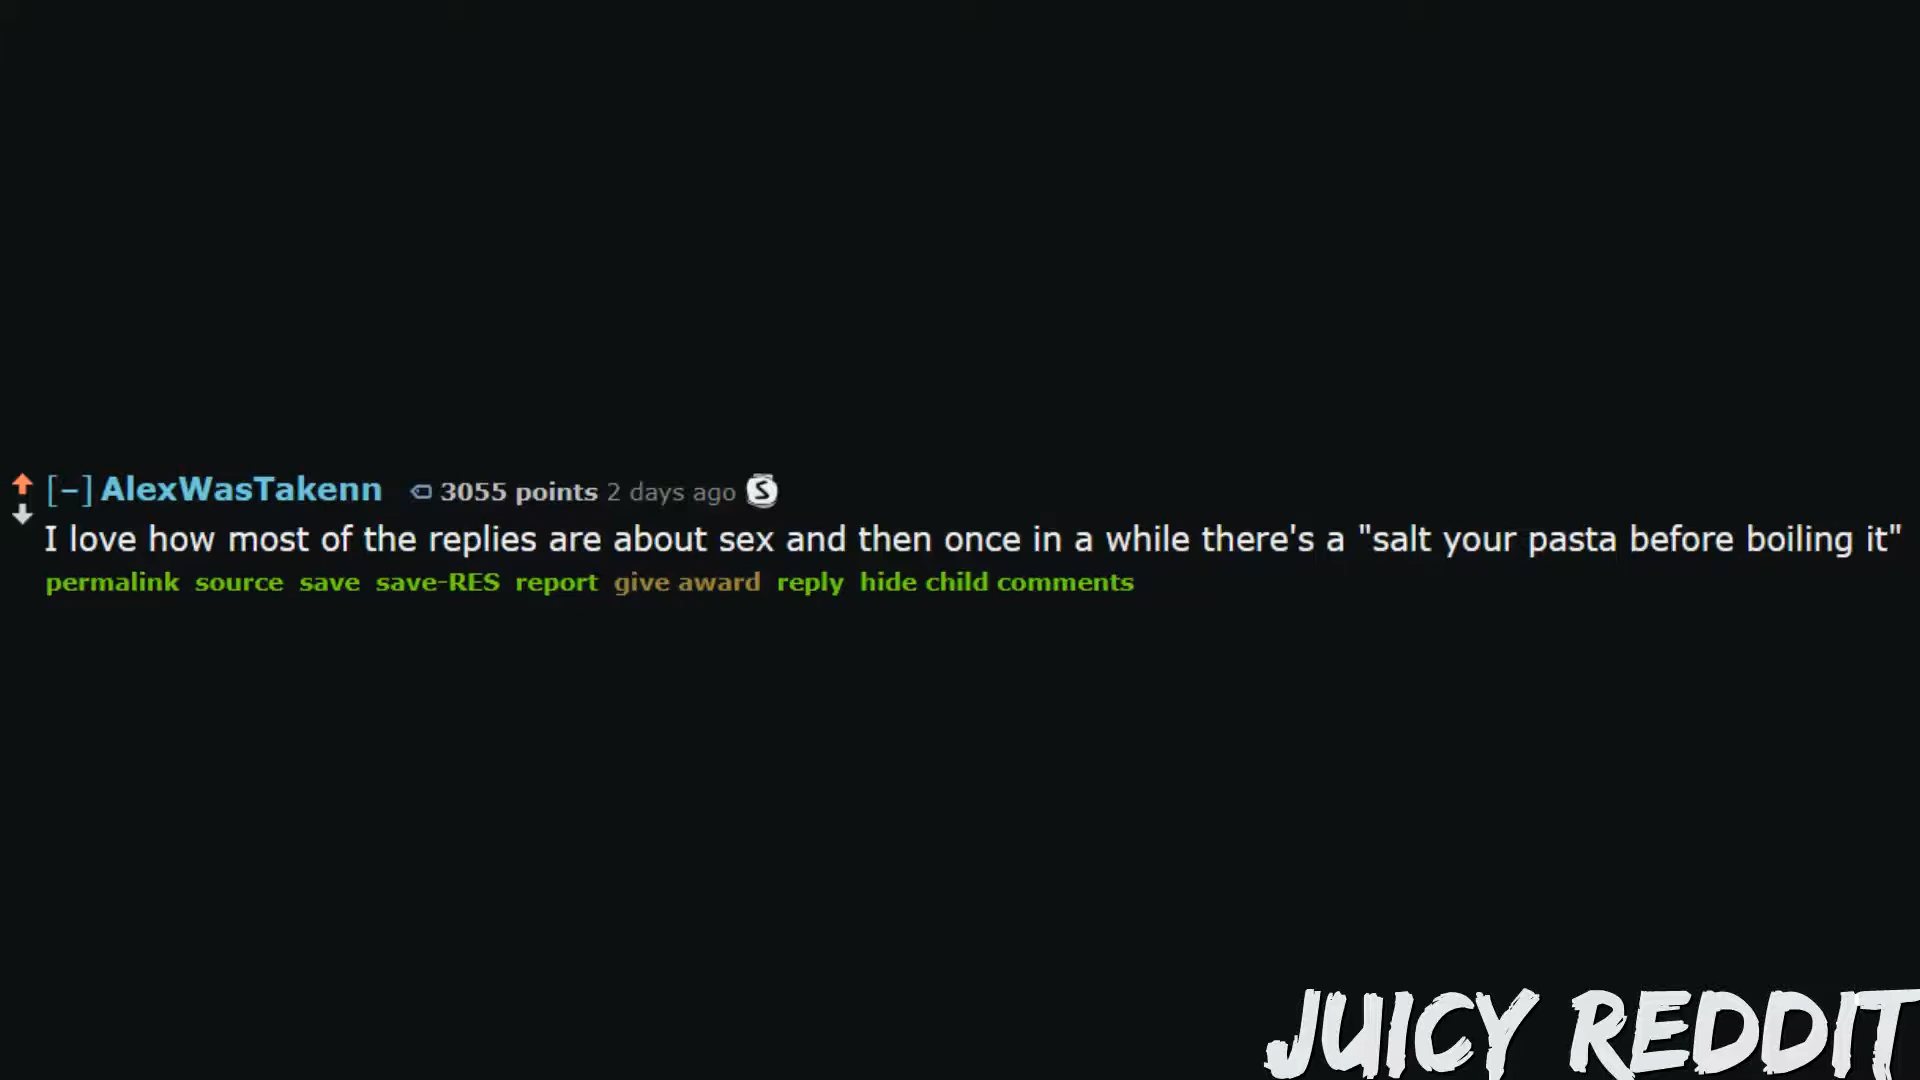 [–] AlexWasTakenn 3055 points 2 days ago S
I love how most of the replies are about sex and then once in a while there's a "salt your pasta before boiling it"
permalink source save save-RES report give award reply hide child comments
JUICY REDDIT